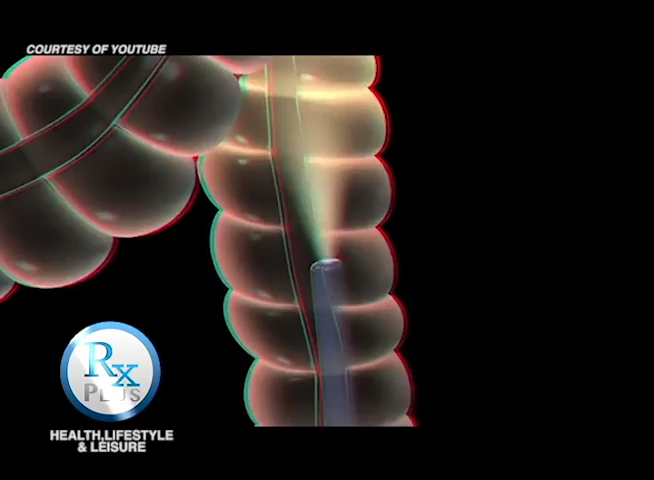 COURTESY OF YOUTUBE
Rx
PLUS
HEALTH,LIFESTYLE
& LEISURE